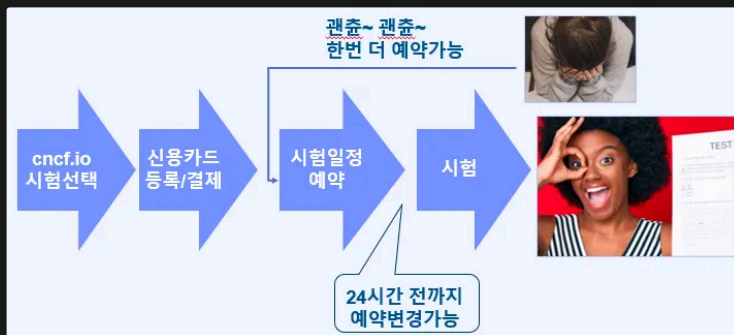 괜츈~ 괜츈~
한번 더 예약가능
cncf.io
시험선택
신용카드
등록/결제
시험일정
예약
시험
TEST
24시간 전까지
예약변경가능